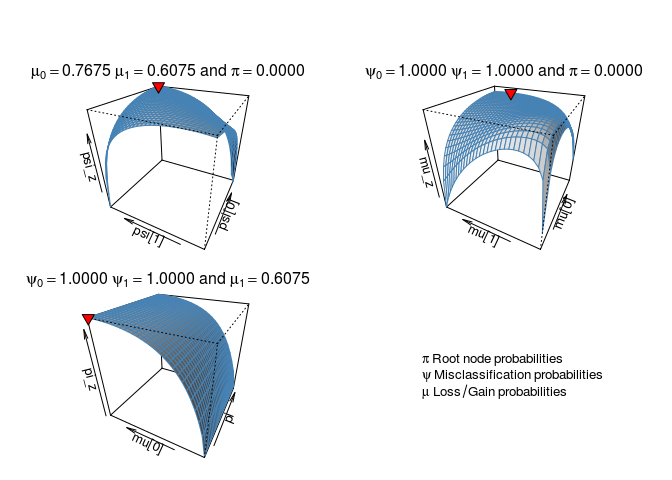 μ₀ = 0.7675 μ₁ = 0.6075 and π = 0.0000
psi_z
psi[1]
psi[0]
ψ₀ = 1.0000 ψ₁ = 1.0000 and π = 0.0000
mu_z
mu[1]
mu[0]
ψ₀ = 1.0000 ψ₁ = 1.0000 and μ₁ = 0.6075
pi_z
mu[0]
pi
π Root node probabilities
ψ Misclassification probabilities
μ Loss/Gain probabilities